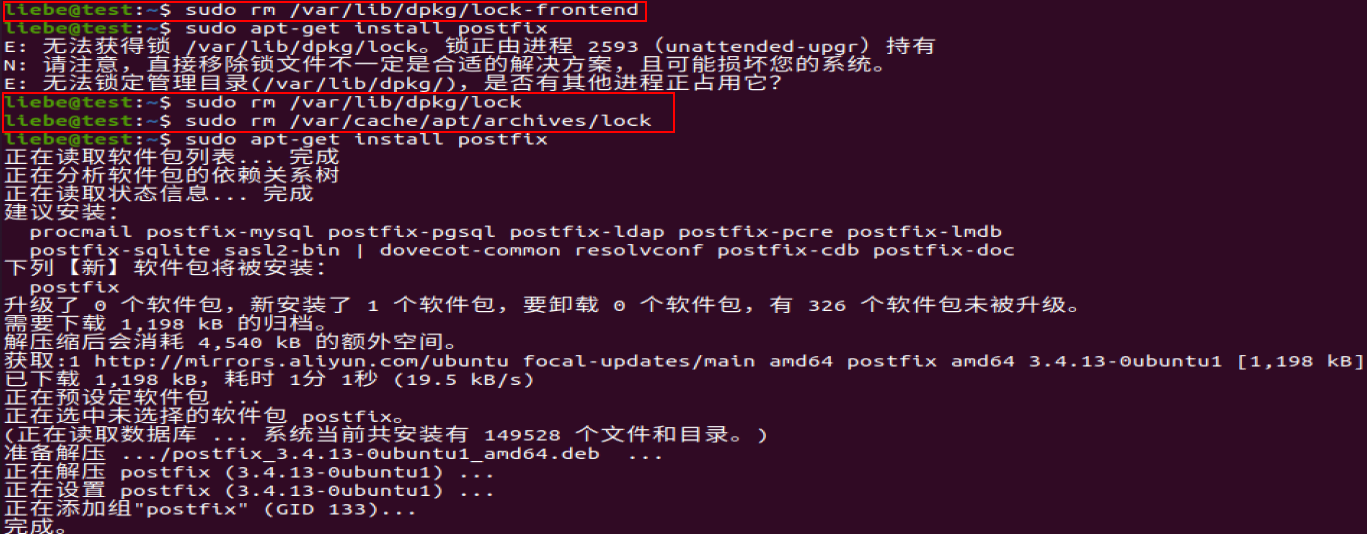 liebe@test:~$ sudo rm /var/lib/dpkg/lock-frontend
liebe@test:~$ sudo apt-get install postfix
E: 无法获得锁 /var/lib/dpkg/lock。锁正由进程 2593 (unattended-upgr) 持有
N: 请注意，直接移除锁文件不一定是合适的解决方案，且可能损坏您的系统。
E: 无法锁定管理目录(/var/lib/dpkg/)，是否有其他进程正占用它？
liebe@test:~$ sudo rm /var/lib/dpkg/lock
liebe@test:~$ sudo rm /var/cache/apt/archives/lock
liebe@test:~$ sudo apt-get install postfix
正在读取软件包列表... 完成
正在分析软件包的依赖关系树
正在读取状态信息... 完成
建议安装：
  procmail postfix-mysql postfix-pgsql postfix-ldap postfix-pcre postfix-lmdb
  postfix-sqlite sasl2-bin | dovecot-common resolvconf postfix-cdb postfix-doc
下列【新】软件包将被安装：
  postfix
升级了 0 个软件包，新安装了 1 个软件包，要卸载 0 个软件包，有 326 个软件包未被升级。
需要下载 1,198 kB 的归档。
解压缩后会消耗 4,540 kB 的额外空间。
获取:1 http://mirrors.aliyun.com/ubuntu focal-updates/main amd64 postfix amd64 3.4.13-0ubuntu1 [1,198 kB]
已下载 1,198 kB，耗时 1分 1秒 (19.5 kB/s)
正在预设定软件包 ...
正在选中未选择的软件包 postfix。
(正在读取数据库 ... 系统当前共安装有 149528 个文件和目录。)
准备解压 .../postfix_3.4.13-0ubuntu1_amd64.deb  ...
正在解压 postfix (3.4.13-0ubuntu1) ...
正在设置 postfix (3.4.13-0ubuntu1) ...
正在添加组"postfix" (GID 133)...
完成。